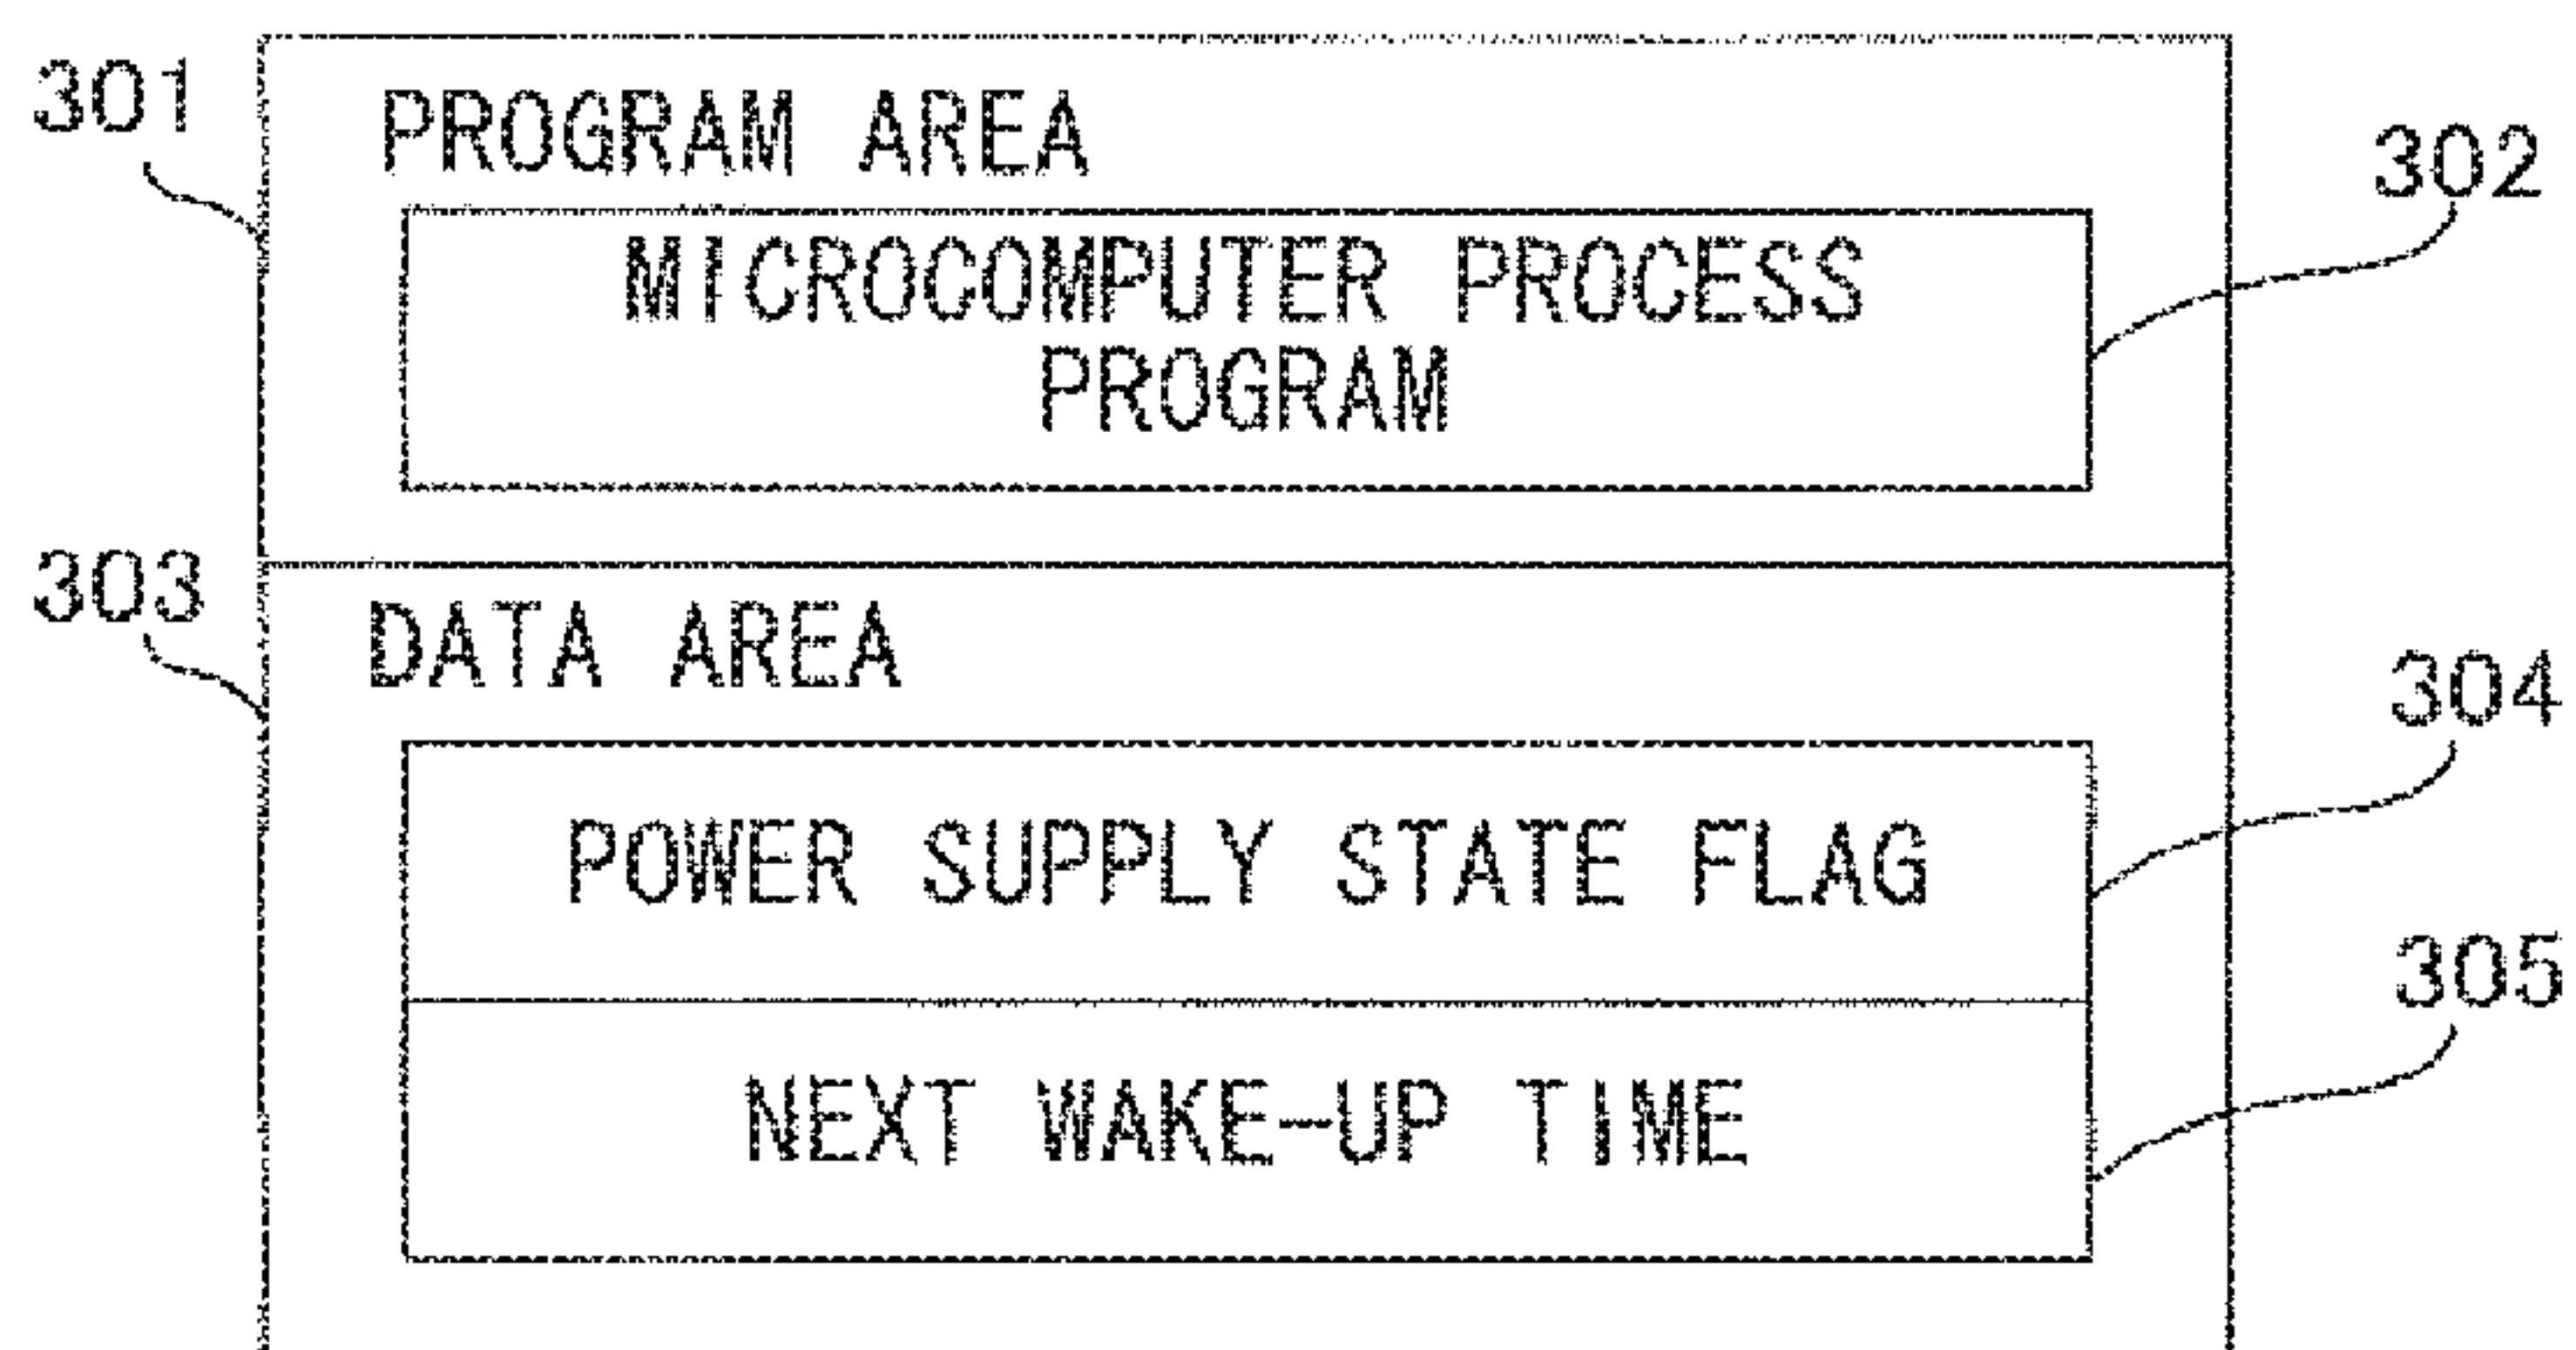 301
PROGRAM AREA
302
MICROCOMPUTER PROCESS
PROGRAM
303
DATA AREA
304
POWER SUPPLY STATE FLAG
305
NEXT WAKE-UP TIME